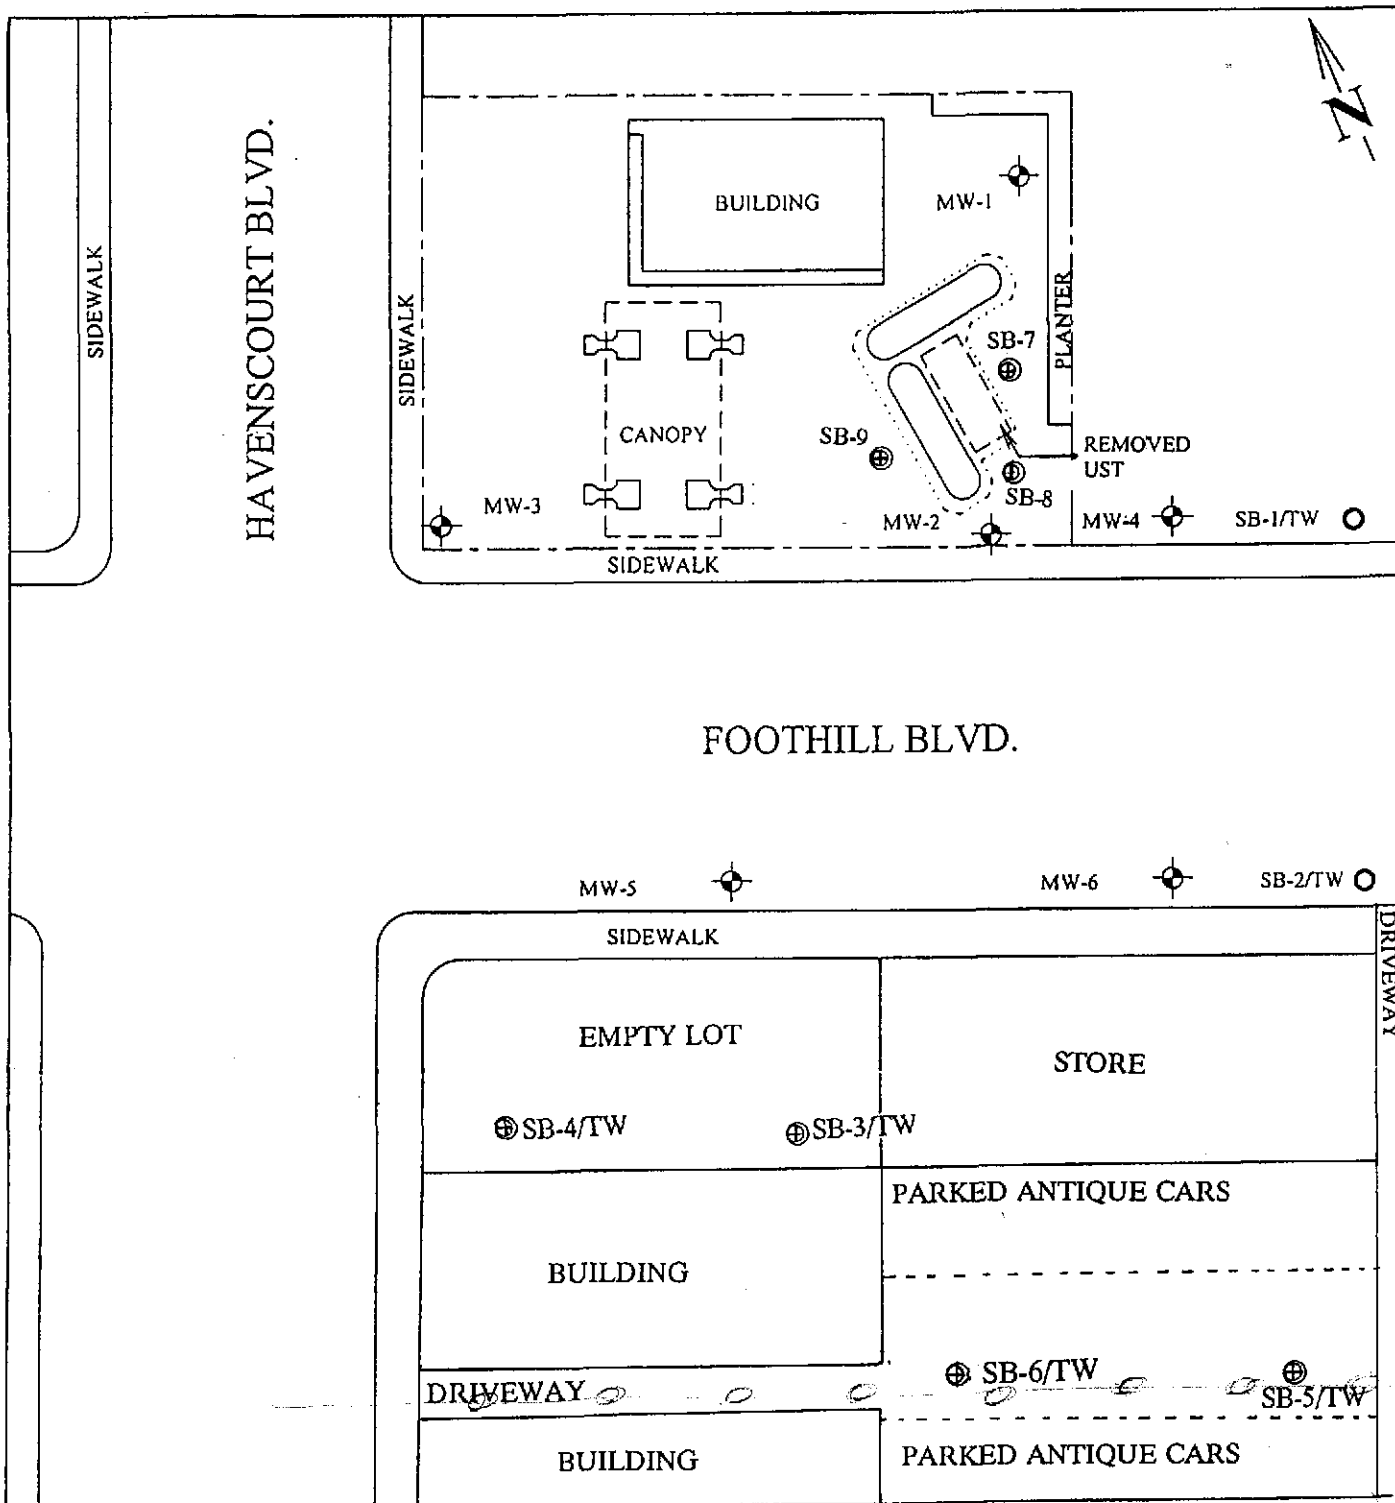 N
HAVENSCOURT BLVD.
SIDEWALK
SIDEWALK
BUILDING
MW-1
PLANTER
SB-7
CANOPY
SB-9
REMOVED
UST
SB-8
MW-3
MW-2
MW-4
SB-1/TW
SIDEWALK
FOOTHILL BLVD.
MW-5
MW-6
SB-2/TW
SIDEWALK
DRIVEWAY
EMPTY LOT
STORE
SB-4/TW
SB-3/TW
PARKED ANTIQUE CARS
BUILDING
SB-6/TW
DRIVEWAY
SB-5/TW
BUILDING
PARKED ANTIQUE CARS